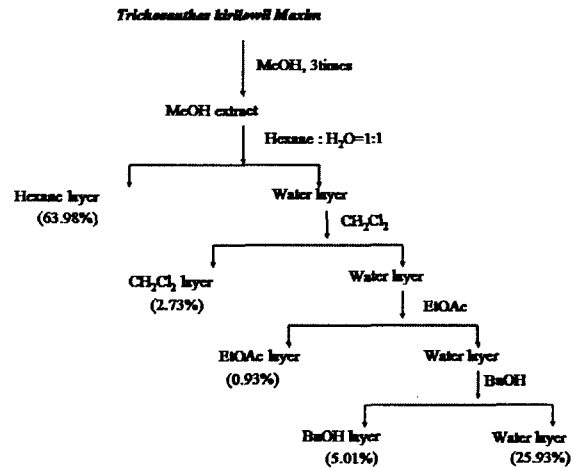 Trichosanthes kirilowii Maxim
MeOH, 3times
MeOH extract
Hexane : H₂O=1:1
Hexane layer
(63.98%)
Water layer
CH₂Cl₂
CH₂Cl₂ layer
(2.73%)
Water layer
EtOAc
EtOAc layer
(0.93%)
Water layer
BuOH
BuOH layer
(5.01%)
Water layer
(25.93%)